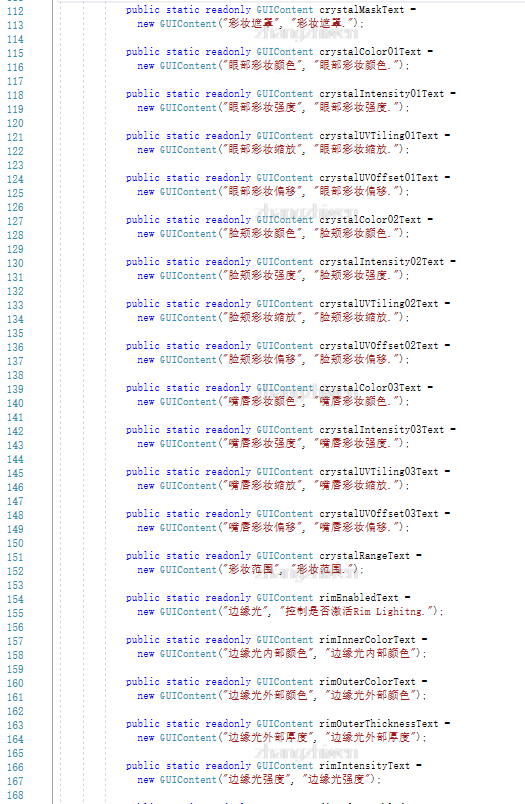 112 public static readonly GUIContent crystalMaskText =
113 new GUIContent("彩妆遮罩", "彩妆遮罩.");
114
115 public static readonly GUIContent crystalColor01Text =
116 new GUIContent("眼部彩妆颜色", "眼部彩妆颜色.");
117
118 public static readonly GUIContent crystalIntensity01Text =
119 new GUIContent("眼部彩妆强度", "眼部彩妆强度.");
120
121 public static readonly GUIContent crystalUVTiling01Text =
122 new GUIContent("眼部彩妆缩放", "眼部彩妆缩放.");
123
124 public static readonly GUIContent crystalUVOffset01Text =
125 new GUIContent("眼部彩妆偏移", "眼部彩妆偏移.");
126
127 public static readonly GUIContent crystalColor02Text =
128 new GUIContent("脸颊彩妆颜色", "脸颊彩妆颜色.");
129
130 public static readonly GUIContent crystalIntensity02Text =
131 new GUIContent("脸颊彩妆强度", "脸颊彩妆强度.");
132
133 public static readonly GUIContent crystalUVTiling02Text =
134 new GUIContent("脸颊彩妆缩放", "脸颊彩妆缩放.");
135
136 public static readonly GUIContent crystalUVOffset02Text =
137 new GUIContent("脸颊彩妆偏移", "脸颊彩妆偏移.");
138
139 public static readonly GUIContent crystalColor03Text =
140 new GUIContent("嘴唇彩妆颜色", "嘴唇彩妆颜色.");
141
142 public static readonly GUIContent crystalIntensity03Text =
143 new GUIContent("嘴唇彩妆强度", "嘴唇彩妆强度.");
144
145 public static readonly GUIContent crystalUVTiling03Text =
146 new GUIContent("嘴唇彩妆缩放", "嘴唇彩妆缩放.");
147
148 public static readonly GUIContent crystalUVOffset03Text =
149 new GUIContent("嘴唇彩妆偏移", "嘴唇彩妆偏移.");
150
151 public static readonly GUIContent crystalRangeText =
152 new GUIContent("彩妆范围", "彩妆范围.");
153
154 public static readonly GUIContent rimEnabledText =
155 new GUIContent("边缘光", "控制是否激活Rim Lighitng.");
156
157 public static readonly GUIContent rimInnerColorText =
158 new GUIContent("边缘光内部颜色", "边缘光内部颜色");
159
160 public static readonly GUIContent rimOuterColorText =
161 new GUIContent("边缘光外部颜色", "边缘光外部颜色");
162
163 public static readonly GUIContent rimOuterThicknessText =
164 new GUIContent("边缘光外部厚度", "边缘光外部厚度");
165
166 public static readonly GUIContent rimIntensityText =
167 new GUIContent("边缘光强度", "边缘光强度");
168